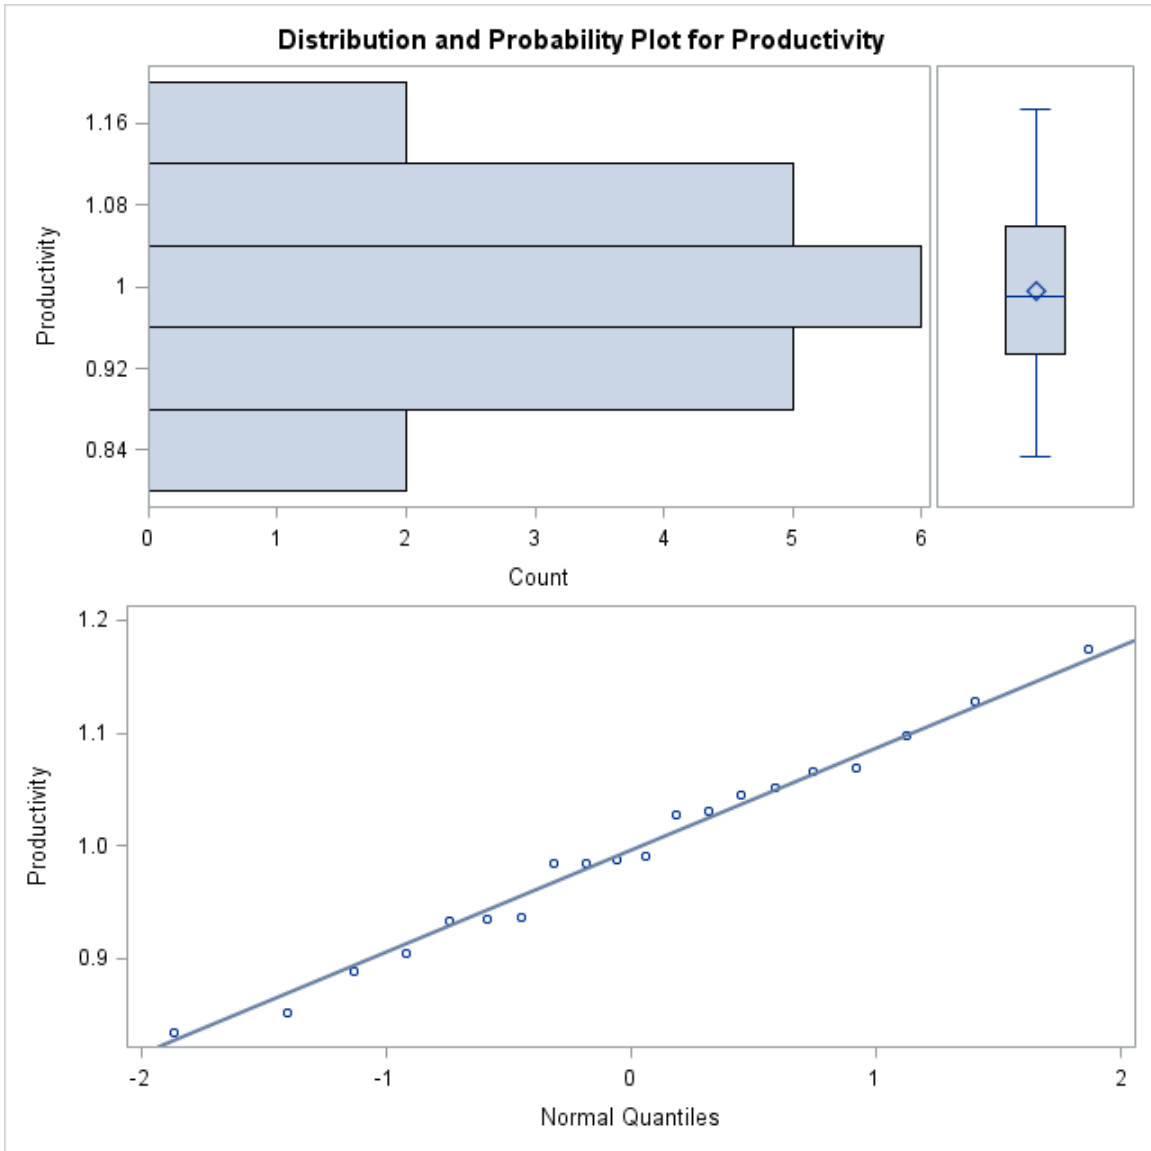 Distribution and Probability Plot for Productivity
Productivity
1.16
1.08
1
0.92
0.84
0 1 2 3 4 5 6
Count
Productivity
1.2
1.1
1.0
0.9
-2 -1 0 1 2
Normal Quantiles